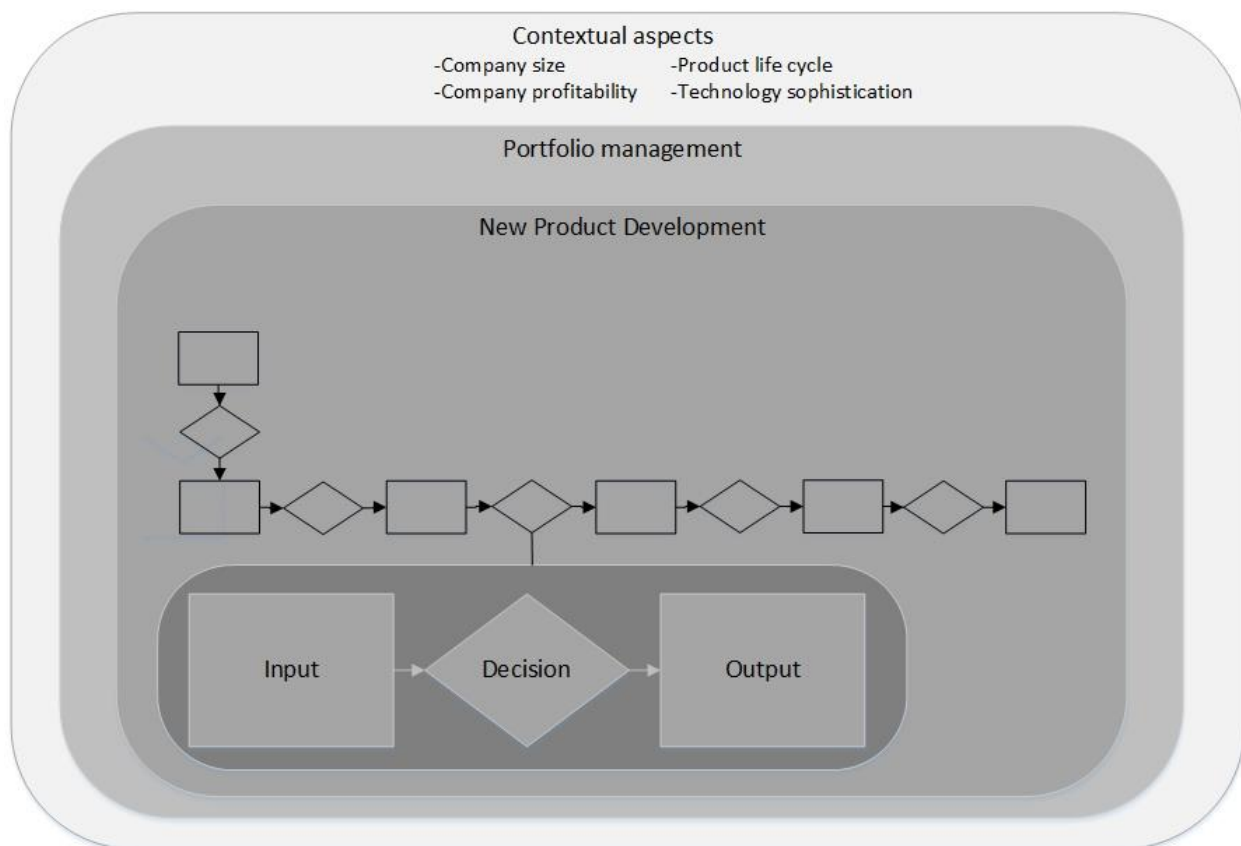 Contextual aspects
-Company size -Product life cycle
-Company profitability -Technology sophistication
Portfolio management
New Product Development
Input Decision Output